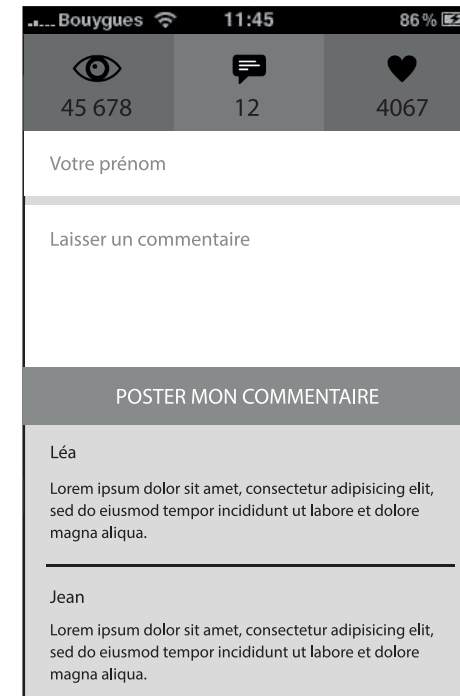 Bouygues 11:45 86 %
45 678 12 4067
Votre prénom
Laisser un commentaire
POSTER MON COMMENTAIRE
Léa
Lorem ipsum dolor sit amet, consectetur adipisicing elit,
sed do eiusmod tempor incididunt ut labore et dolore
magna aliqua.
Jean
Lorem ipsum dolor sit amet, consectetur adipisicing elit,
sed do eiusmod tempor incididunt ut labore et dolore
magna aliqua.